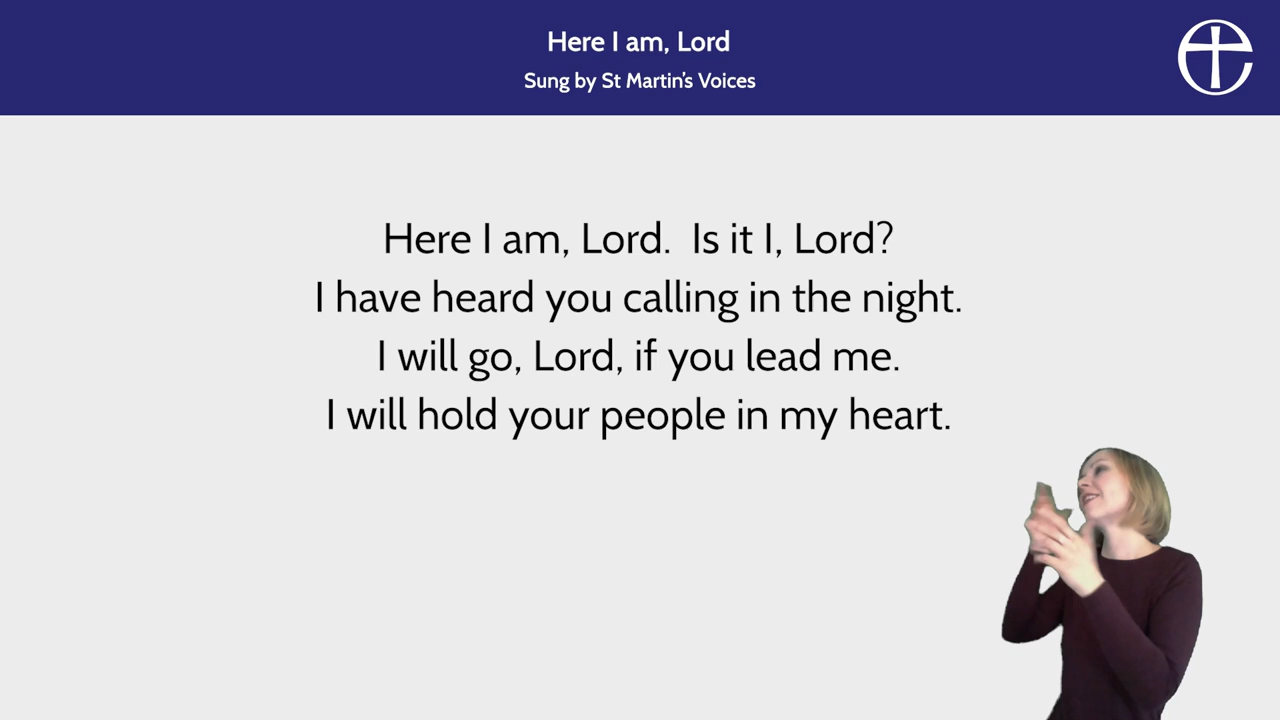 Here I am, Lord
Sung by St Martin's Voices
Here I am, Lord.  Is it I, Lord?
I have heard you calling in the night.
I will go, Lord, if you lead me.
I will hold your people in my heart.